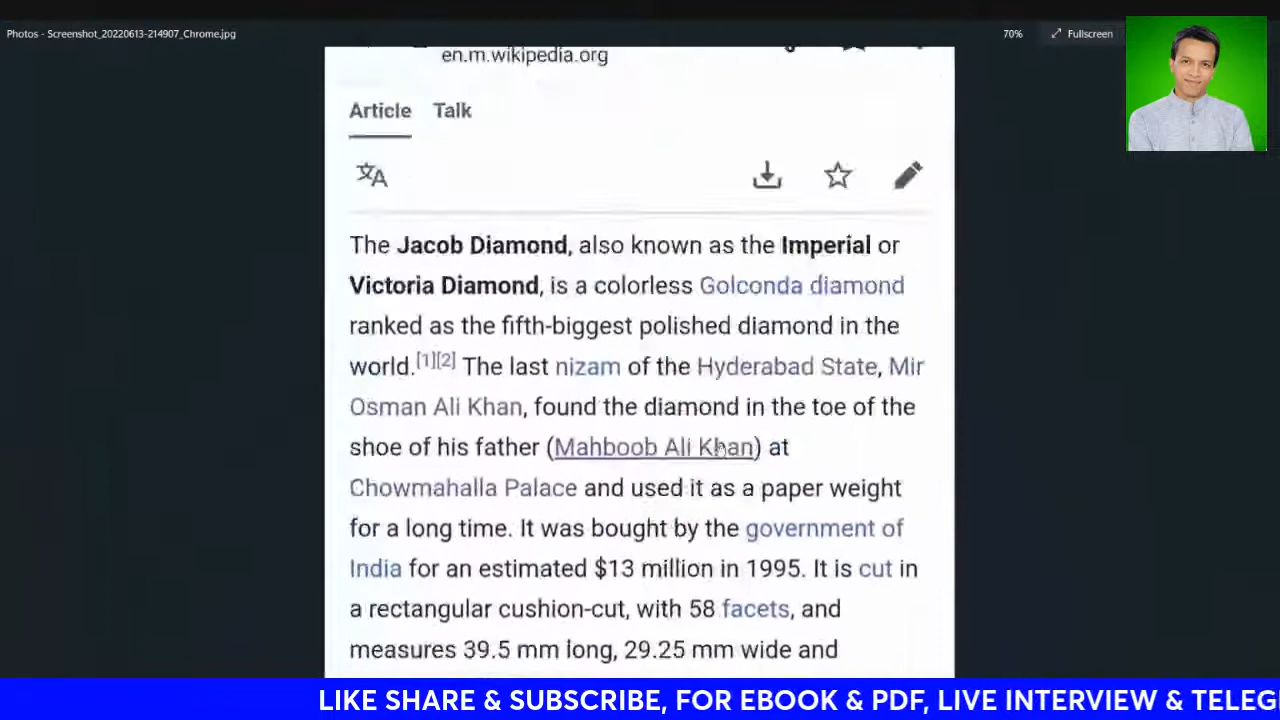 Photos - Screenshot_20220613-214907_Chrome.jpg
70%
Fullscreen
en.m.wikipedia.org
Article Talk
The Jacob Diamond, also known as the Imperial or
Victoria Diamond, is a colorless Golconda diamond
ranked as the fifth-biggest polished diamond in the
world.[1][2] The last nizam of the Hyderabad State, Mir
Osman Ali Khan, found the diamond in the toe of the
shoe of his father (Mahboob Ali Khan) at
Chowmahalla Palace and used it as a paper weight
for a long time. It was bought by the government of
India for an estimated $13 million in 1995. It is cut in
a rectangular cushion-cut, with 58 facets, and
measures 39.5 mm long, 29.25 mm wide and
LIKE SHARE & SUBSCRIBE, FOR EBOOK & PDF, LIVE INTERVIEW & TELEG